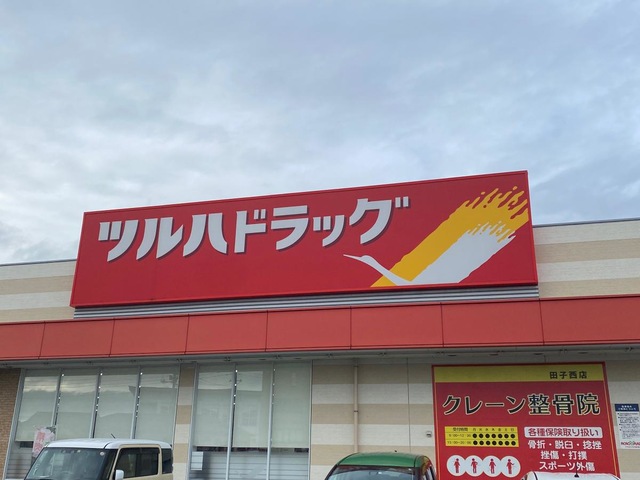 ツルハドラッグ
田子西店
クレーン整骨院
各種保険取り扱い
骨折・脱臼・捻挫
挫傷・打撲
スポーツ外傷